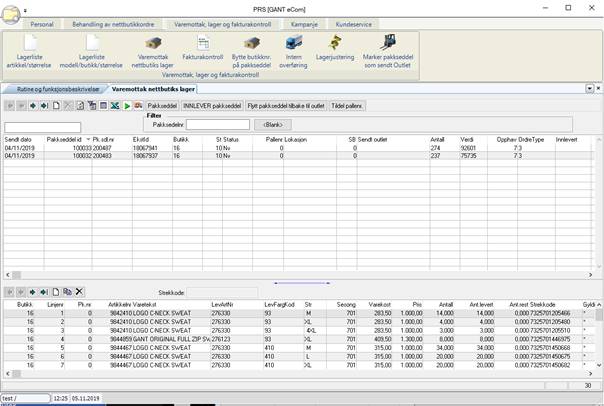 PRS [GANT eCom]
Personal Behandling av nettbutikkordre Varemottak, lager og fakturakontroll Kampanje Kundeservice
Lagerliste artikkel/størrelse Lagerliste modell/butikk/størrelse Varemottak nettbutiks lager Fakturakontroll Bytte butikknr. på pakkseddel Intern overføring Lagerjustering Marker pakkseddel som sendt Outlet
Varemottak, lager og fakturakontroll
Rutine og funksjonsbeskrivelser Varemottak nettbutiks lager
Pakkseddel INNLEVER pakkseddel Flytt pakkseddel tilbake til outlet Tildel pallenr.
Filter
Pakkseddelnr. <Blank>
Sendt dato Pakkseddel id Pk.sdl.nr EkstId Butikk St Status Pallenr Lokasjon SB Sendt outlet Antall Verdi Opphav OrdreType Innlevert
04/11/2019 100033 200487 18067941 16 10 Ny 0 0 274 92601 7 3
04/11/2019 100032 200483 18067937 16 10 Ny 0 0 237 75735 7 3
Strekkode:
Butikk Linjenr Pk.nr Artikkelnr Varetekst LevArtNr LevFargKod Str Sesong Varekost Pris Antall Ant.levert Ant.rest Strekkode Gyldi
16 1 0 9842410 LOGO C-NECK SWEAT 276330 93 M 701 283,50 1.000,00 14,000 14,000 0,000 7325701205466 *
16 2 0 9842410 LOGO C-NECK SWEAT 276330 93 XL 701 283,50 1.000,00 4,000 4,000 0,000 7325701205480 *
16 3 0 9842410 LOGO C-NECK SWEAT 276330 93 4XL 701 283,50 1.000,00 3,000 3,000 0,000 7325701205510 *
16 4 0 9844859 GANT ORIGINAL FULL ZIP SW 276123 93 XL 701 409,50 1.300,00 8,000 8,000 0,000 7325701446975 *
16 5 0 9844467 LOGO C-NECK SWEAT 276330 410 M 701 315,00 1.000,00 34,000 34,000 0,000 7325701450668 *
16 6 0 9844467 LOGO C-NECK SWEAT 276330 410 L 701 315,00 1.000,00 20,000 20,000 0,000 7325701450675 *
16 7 0 9844467 LOGO C-NECK SWEAT 276330 410 XL 701 315,00 1.000,00 20,000 20,000 0,000 7325701450682 *
30
test / 12:25 05.11.2019